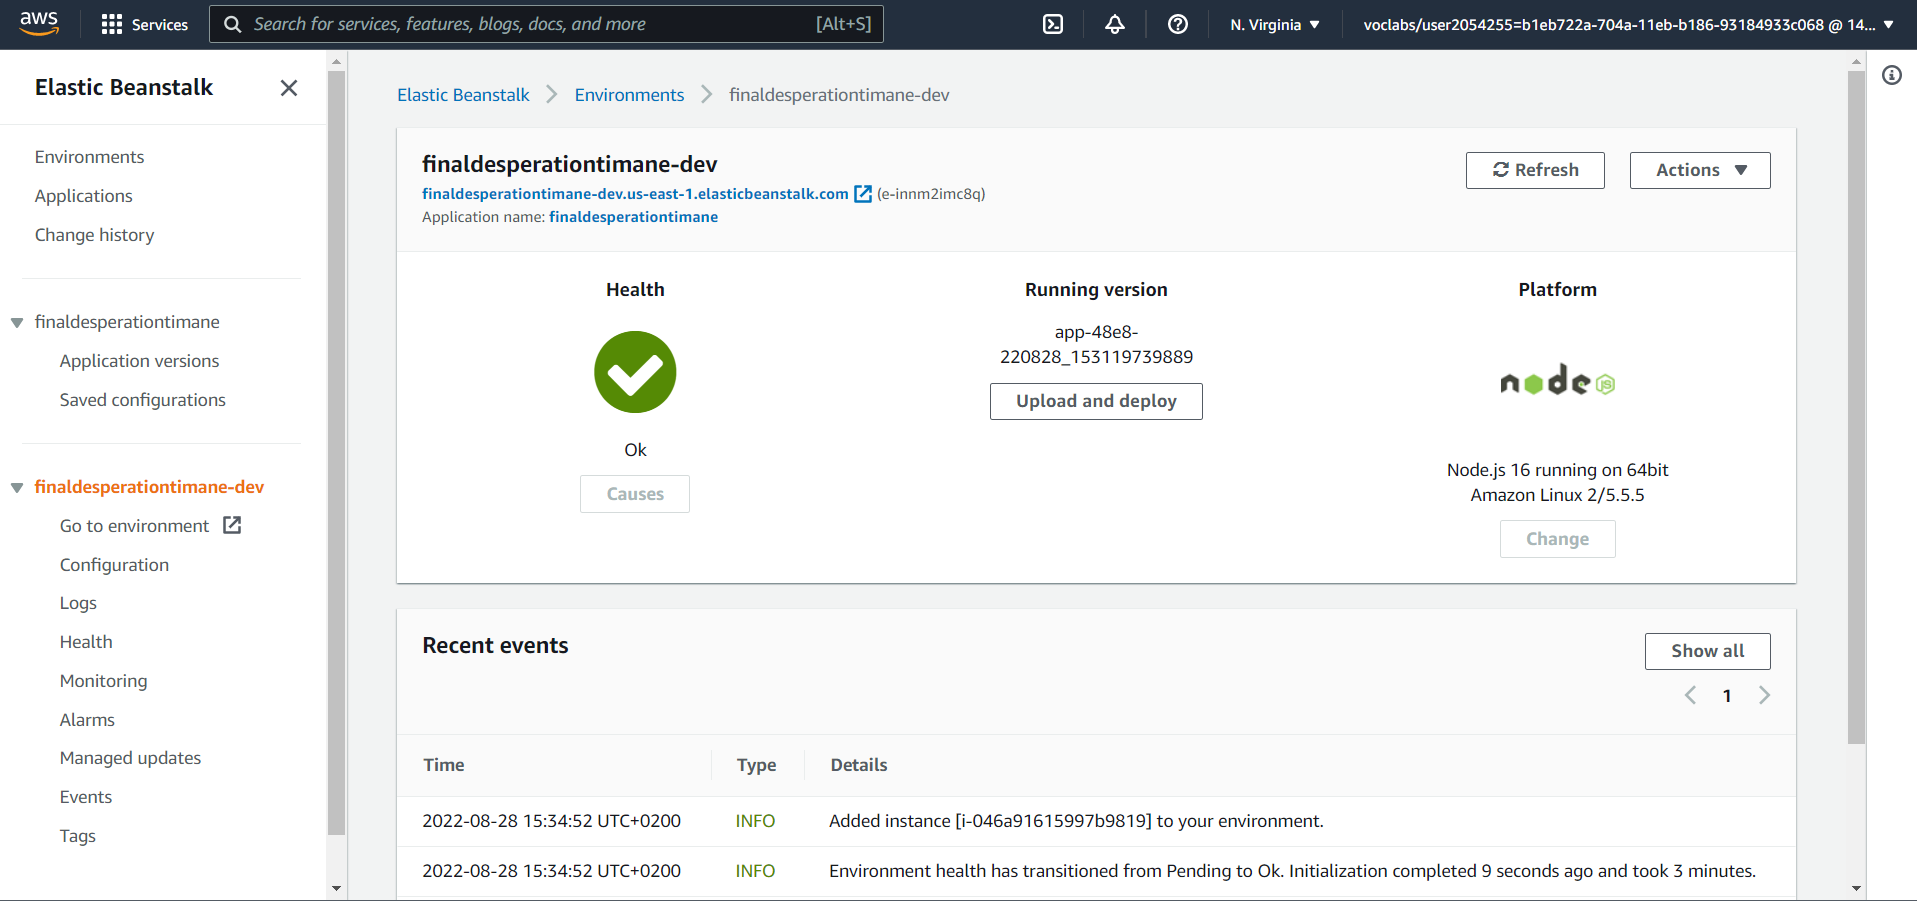 aws
Services
Search for services, features, blogs, docs, and more
[Alt+S]
N. Virginia
voclabs/user2054255=b1eb722a-704a-11eb-b186-93184933c068 @ 14...
Elastic Beanstalk
Environments
Applications
Change history
finaldesperationtimane
Application versions
Saved configurations
finaldesperationtimane-dev
Go to environment
Configuration
Logs
Health
Monitoring
Alarms
Managed updates
Events
Tags
Elastic Beanstalk
Environments
finaldesperationtimane-dev
finaldesperationtimane-dev
finaldesperationtimane-dev.us-east-1.elasticbeanstalk.com (e-innm2imc8q)
Application name: finaldesperationtimane
Refresh
Actions
Health
Ok
Causes
Running version
app-48e8-
220828_153119739889
Upload and deploy
Platform
node JS
Node.js 16 running on 64bit
Amazon Linux 2/5.5.5
Change
Recent events
Show all
1
Time Type Details
2022-08-28 15:34:52 UTC+0200 INFO Added instance [i-046a91615997b9819] to your environment.
2022-08-28 15:34:52 UTC+0200 INFO Environment health has transitioned from Pending to Ok. Initialization completed 9 seconds ago and took 3 minutes.